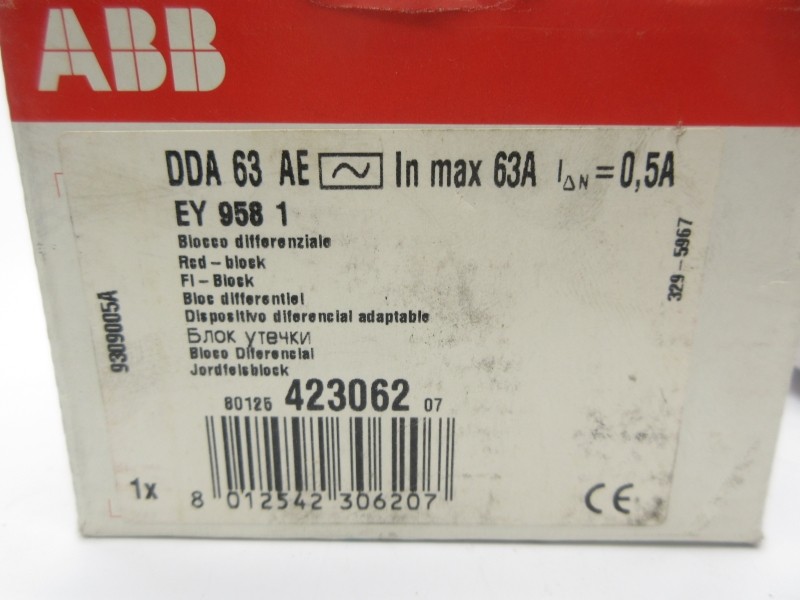 ABB
DDA 63 AE ~ In max 63A I∆N = 0,5A
EY 958 1
Blocco differenziale
Rcd - block
FI - Block
Bloc differentiel
Dispositivo diferencial adaptable
Блок утечки
Bloco Diferencial
Jordfelsblock
80125 423062 07
1x
8 012542 306207
CE
9309005A
329-5967